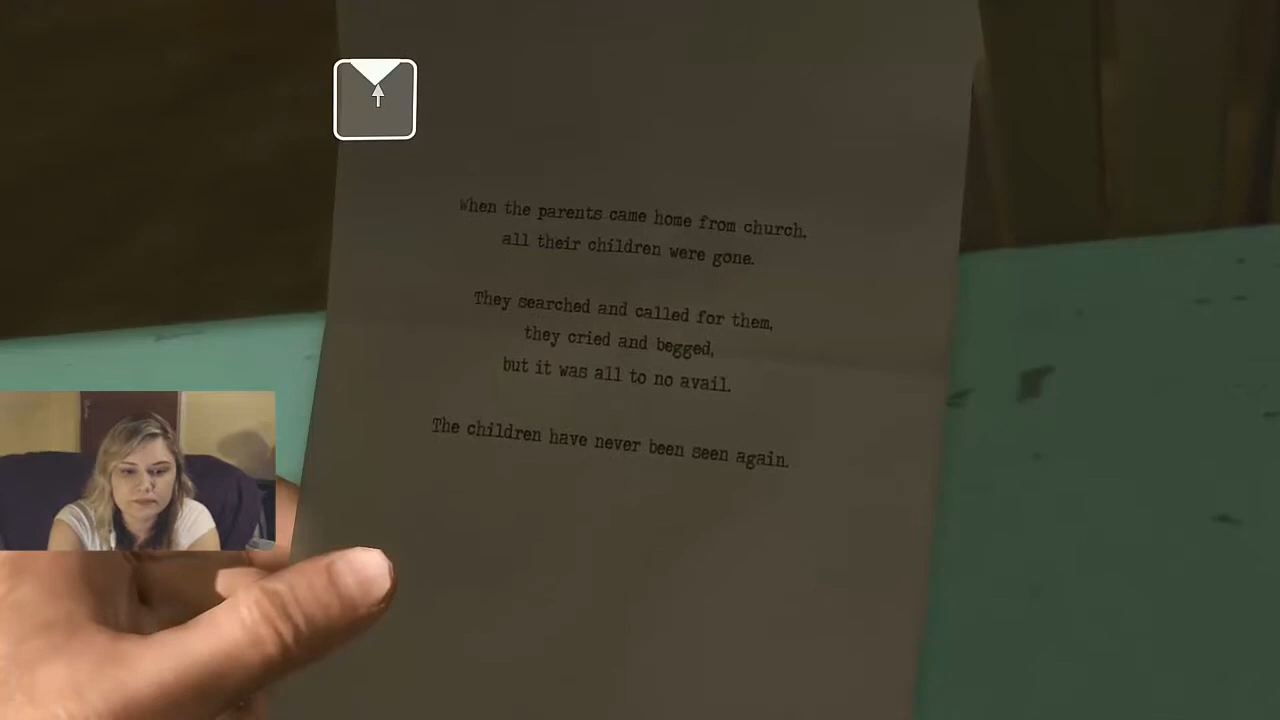 When the parents came home from church,
all their children were gone.
They searched and called for them,
they cried and begged,
but it was all to no avail.
The children have never been seen again.